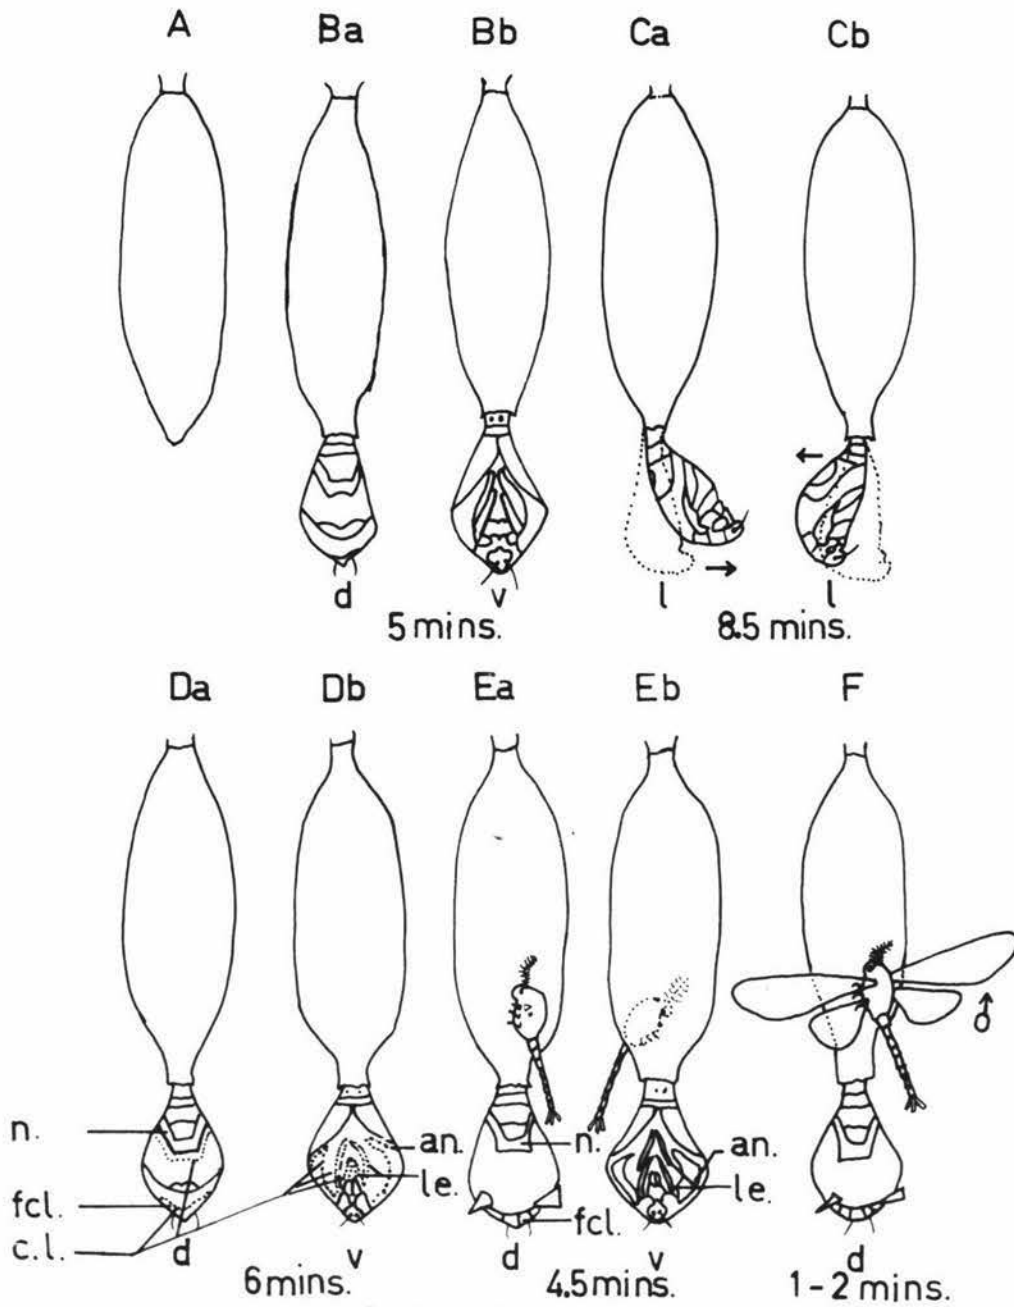 A Ba Bb Ca Cb
d v l l
5 mins. 8.5 mins.
Da Db Ea Eb F
♂
n. an. n. an.
le. le.
fcl. fcl.
c.l.
d v d v d
6 mins. 4.5 mins. 1-2 mins.